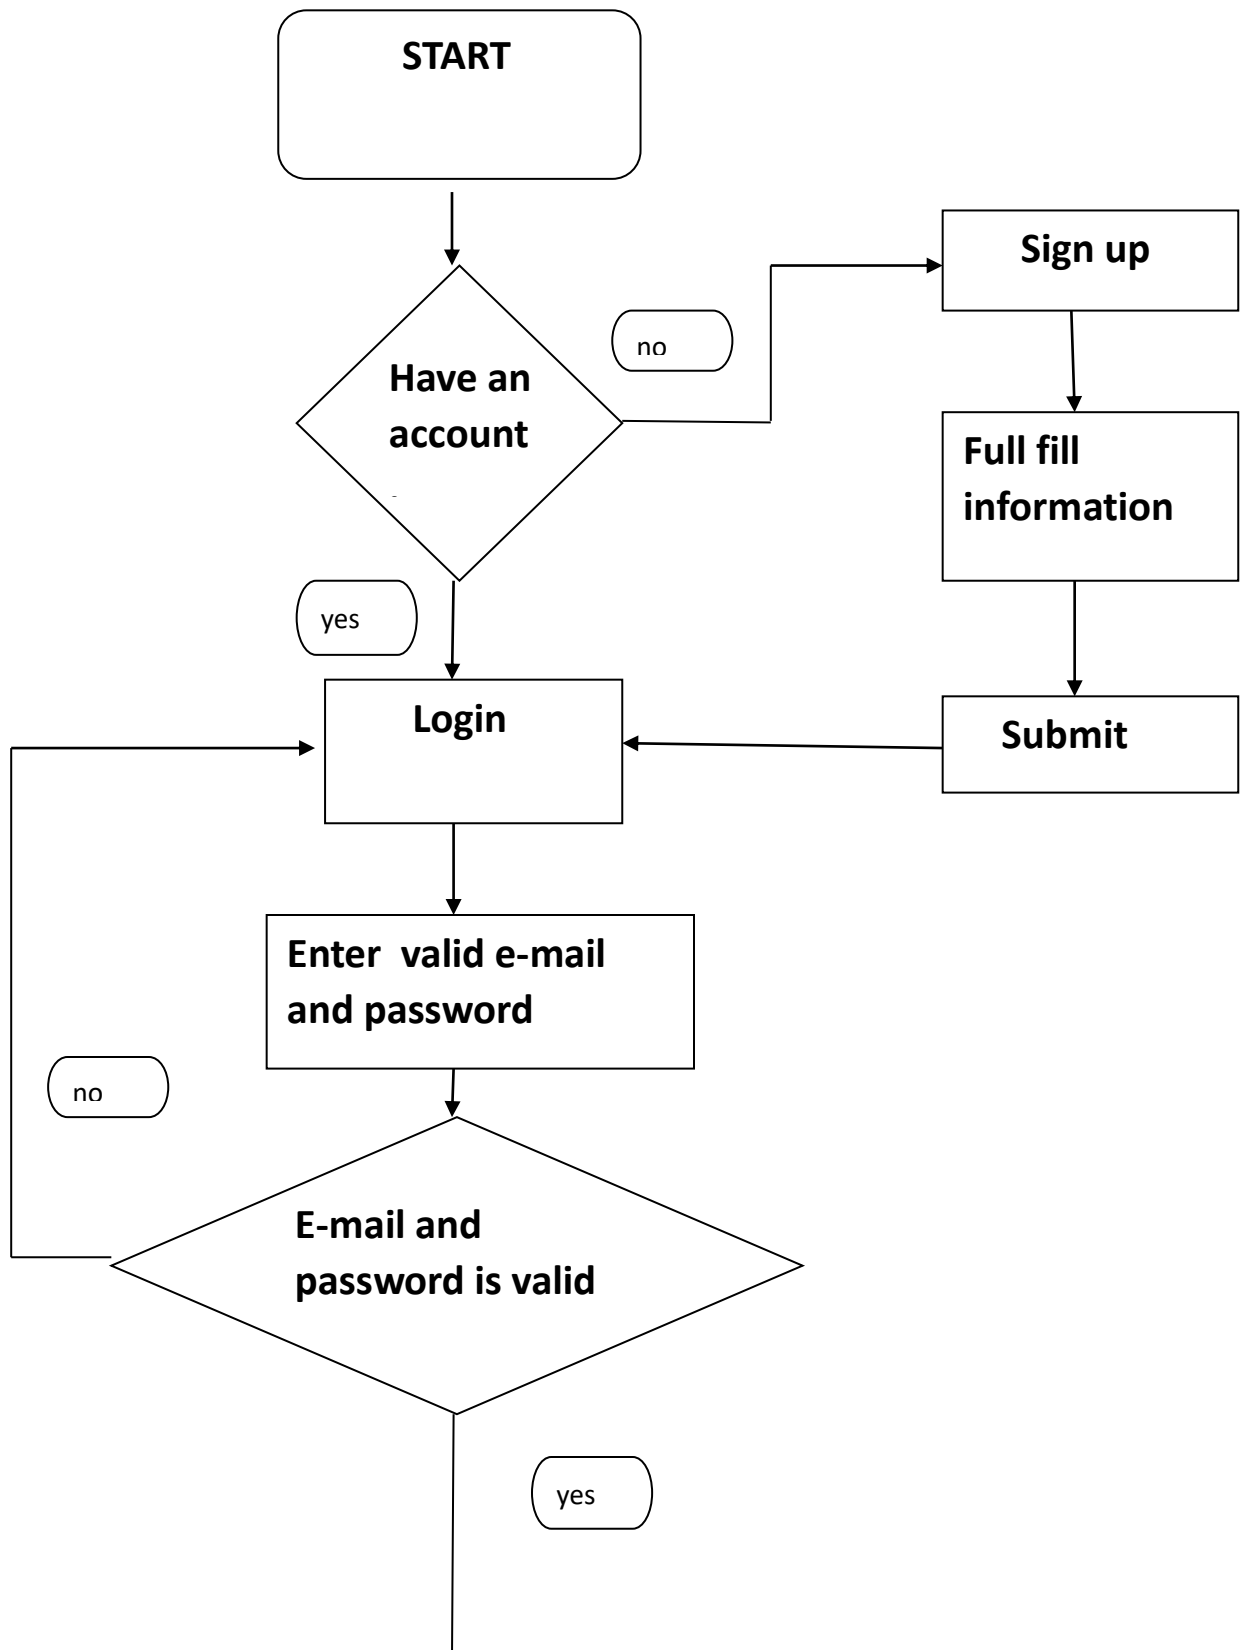 START
Sign up
no
Have an
account
Full fill
information
yes
Login
Submit
Enter  valid e-mail
and password
no
E-mail and
password is valid
yes